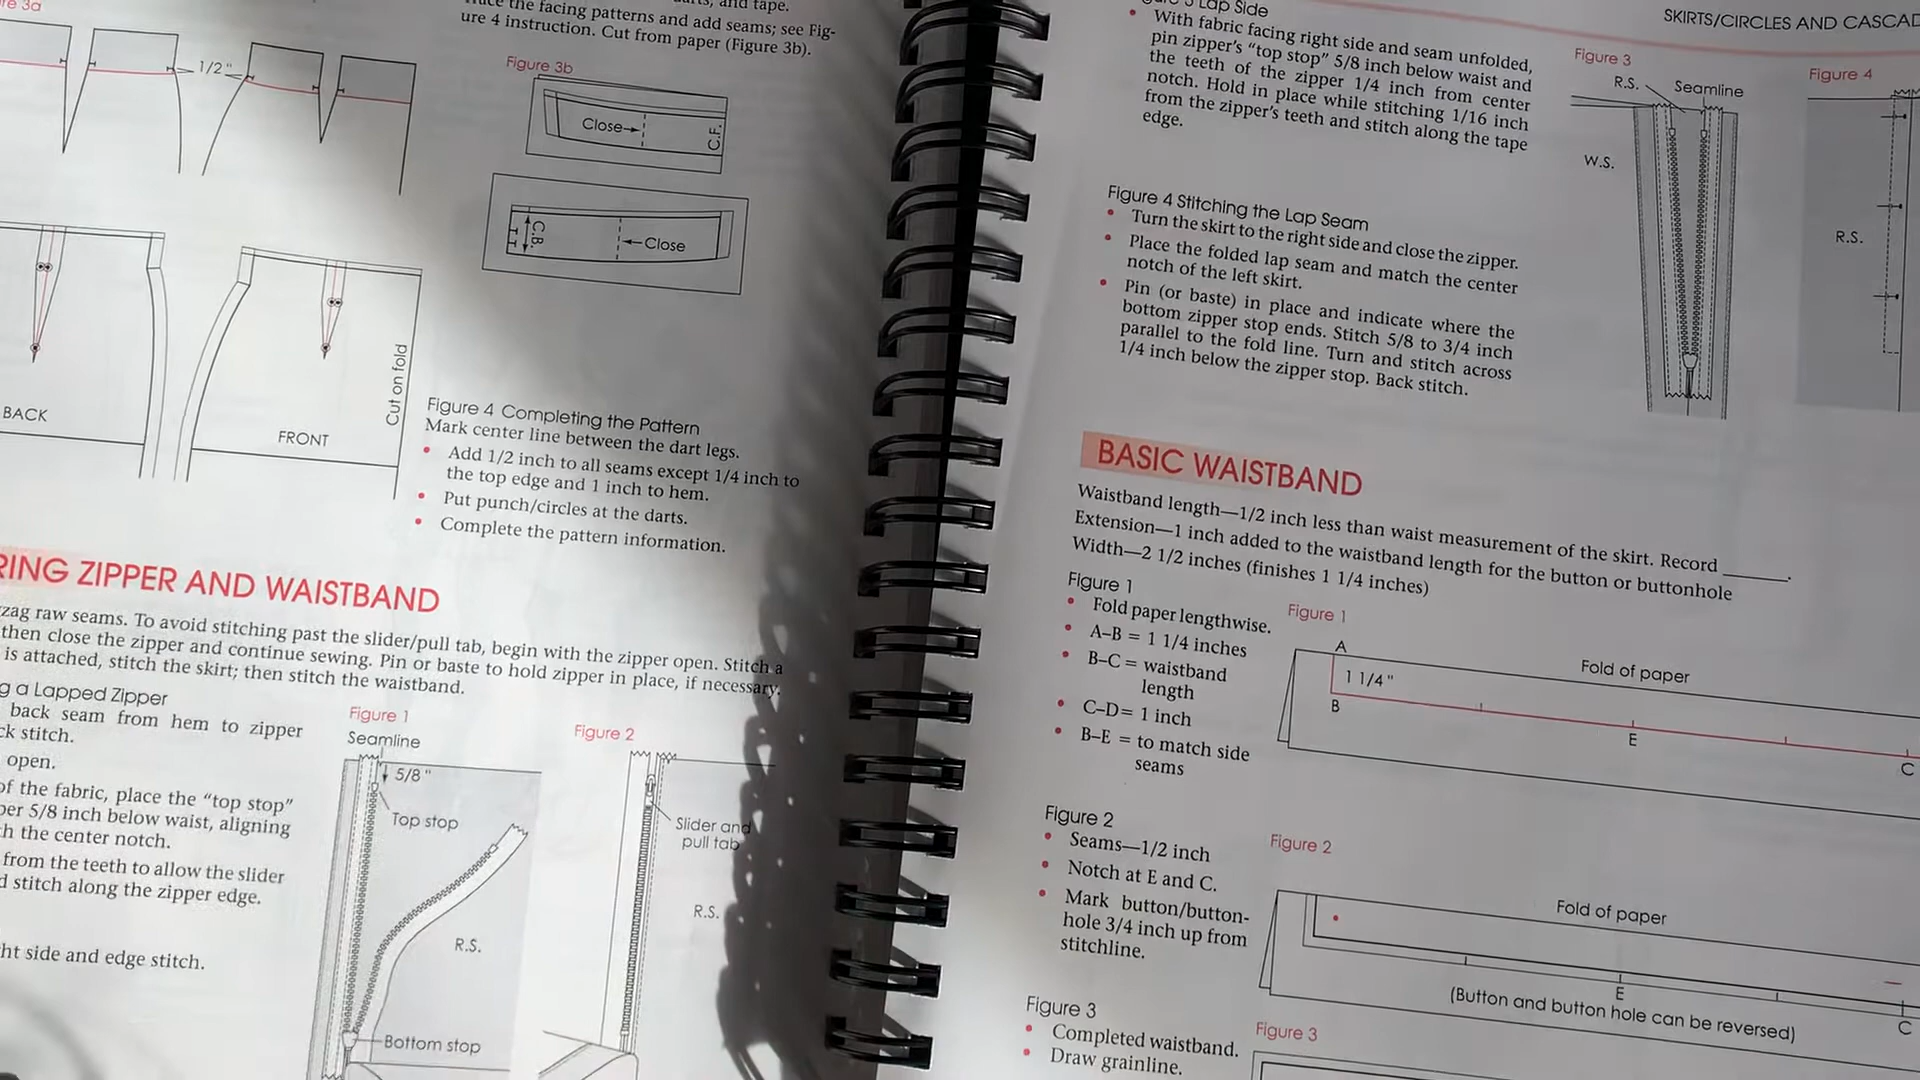 re 3a
1/2"
and tape.
the facing patterns and add seams; see Fig-
ure 4 instruction. Cut from paper (Figure 3b).
Figure 3b
Close
C.F.
C.B.
Close
BACK
FRONT
Cut on fold
Figure 4 Completing the Pattern
Mark center line between the dart legs.
• Add 1/2 inch to all seams except 1/4 inch to
the top edge and 1 inch to hem.
• Put punch/circles at the darts.
• Complete the pattern information.
RING ZIPPER AND WAISTBAND
zag raw seams. To avoid stitching past the slider/pull tab, begin with the zipper open. Stitch a
then close the zipper and continue sewing. Pin or baste to hold zipper in place, if necessary.
is attached, stitch the skirt; then stitch the waistband.
g a Lapped Zipper
back seam from hem to zipper
ck stitch.
open.
of the fabric, place the “top stop”
per 5/8 inch below waist, aligning
h the center notch.
from the teeth to allow the slider
d stitch along the zipper edge.
ht side and edge stitch.
Figure 1
Seamline
5/8"
Top stop
R.S.
Bottom stop
Figure 2
Slider and
pull tab
R.S.
SKIRTS/CIRCLES AND CASCAD
Lap Side
• With fabric facing right side and seam unfolded,
pin zipper’s “top stop” 5/8 inch below waist and
the teeth of the zipper 1/4 inch from center
notch. Hold in place while stitching 1/16 inch
from the zipper’s teeth and stitch along the tape
edge.
Figure 4 Stitching the Lap Seam
• Turn the skirt to the right side and close the zipper.
• Place the folded lap seam and match the center
notch of the left skirt.
• Pin (or baste) in place and indicate where the
bottom zipper stop ends. Stitch 5/8 to 3/4 inch
parallel to the fold line. Turn and stitch across
1/4 inch below the zipper stop. Back stitch.
Figure 3
R.S.
Seamline
W.S.
Figure 4
R.S.
BASIC WAISTBAND
Waistband length—1/2 inch less than waist measurement of the skirt. Record ______.
Extension—1 inch added to the waistband length for the button or buttonhole
Width—2 1/2 inches (finishes 1 1/4 inches)
Figure 1
• Fold paper lengthwise.
• A–B = 1 1/4 inches
• B–C = waistband
length
• C–D= 1 inch
• B–E = to match side
seams
Figure 1
A
Fold of paper
1 1/4"
B
E
C
Figure 2
• Seams—1/2 inch
• Notch at E and C.
• Mark button/button-
hole 3/4 inch up from
stitchline.
Figure 2
Fold of paper
E
C
(Button and button hole can be reversed)
Figure 3
• Completed waistband.
• Draw grainline.
Figure 3